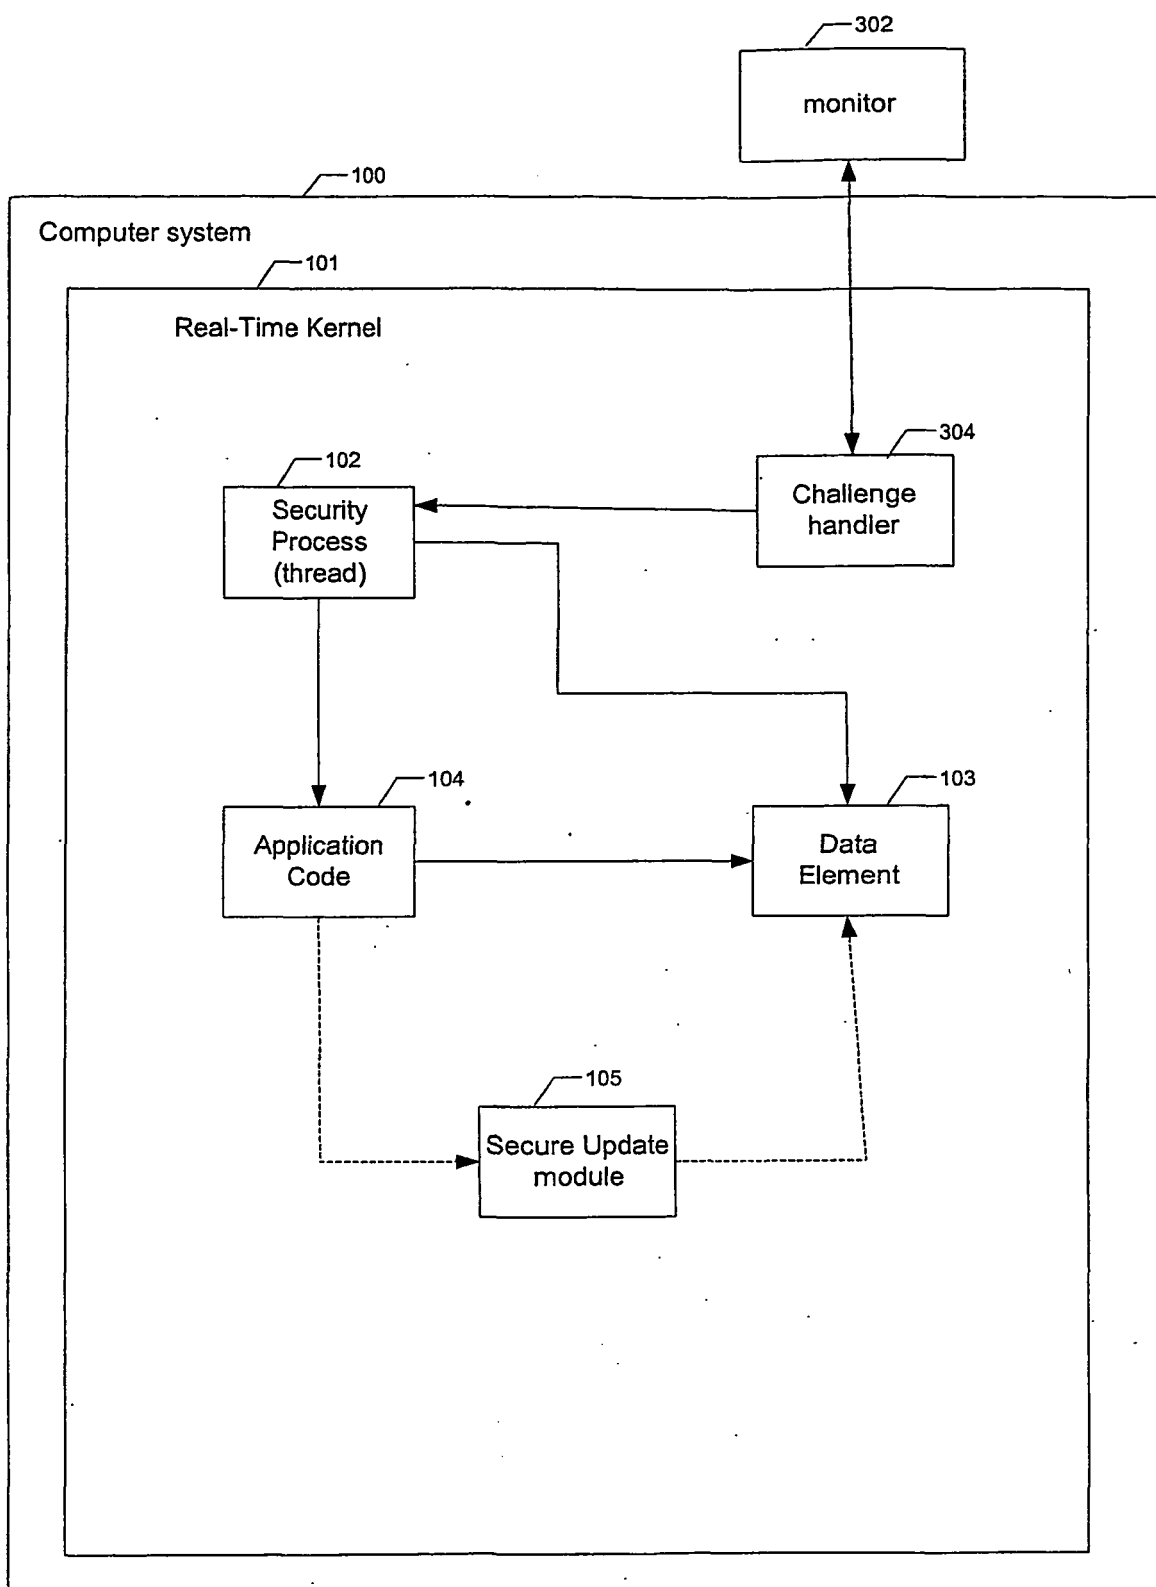 302
monitor
100
Computer system
101
Real-Time Kernel
304
Challenge
handler
102
Security
Process
(thread)
104
Application
Code
103
Data
Element
105
Secure Update
module